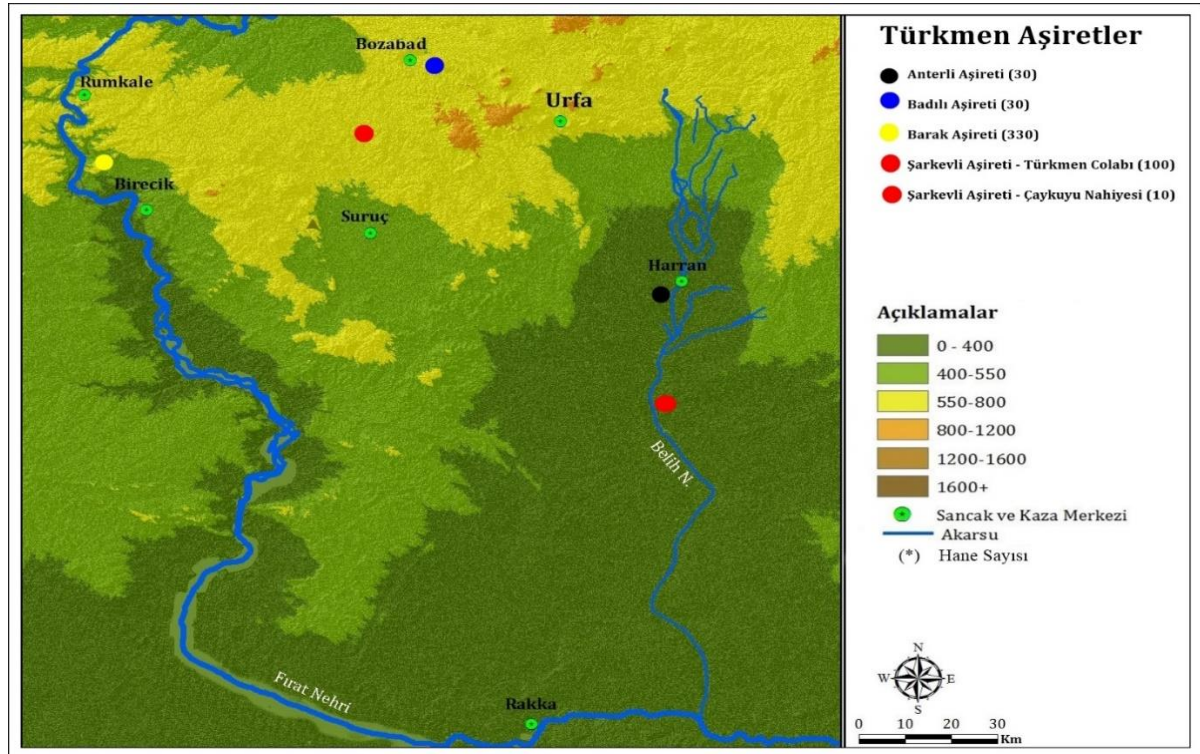 Bozabad
Rumkale
Urfa
Birecik
Suruç
Harran
Belih N.
Fırat Nehri
Rakka
Türkmen Aşiretler
Anterli Aşireti (30)
Badılı Aşireti (30)
Barak Aşireti (330)
Şarkevli Aşireti - Türkmen Colabı (100)
Şarkevli Aşireti - Çaykuyu Nahiyesi (10)
Açıklamalar
0 - 400
400-550
550-800
800-1200
1200-1600
1600+
Sancak ve Kaza Merkezi
Akarsu
(*) Hane Sayısı
N
W E
S
0 10 20 30
Km